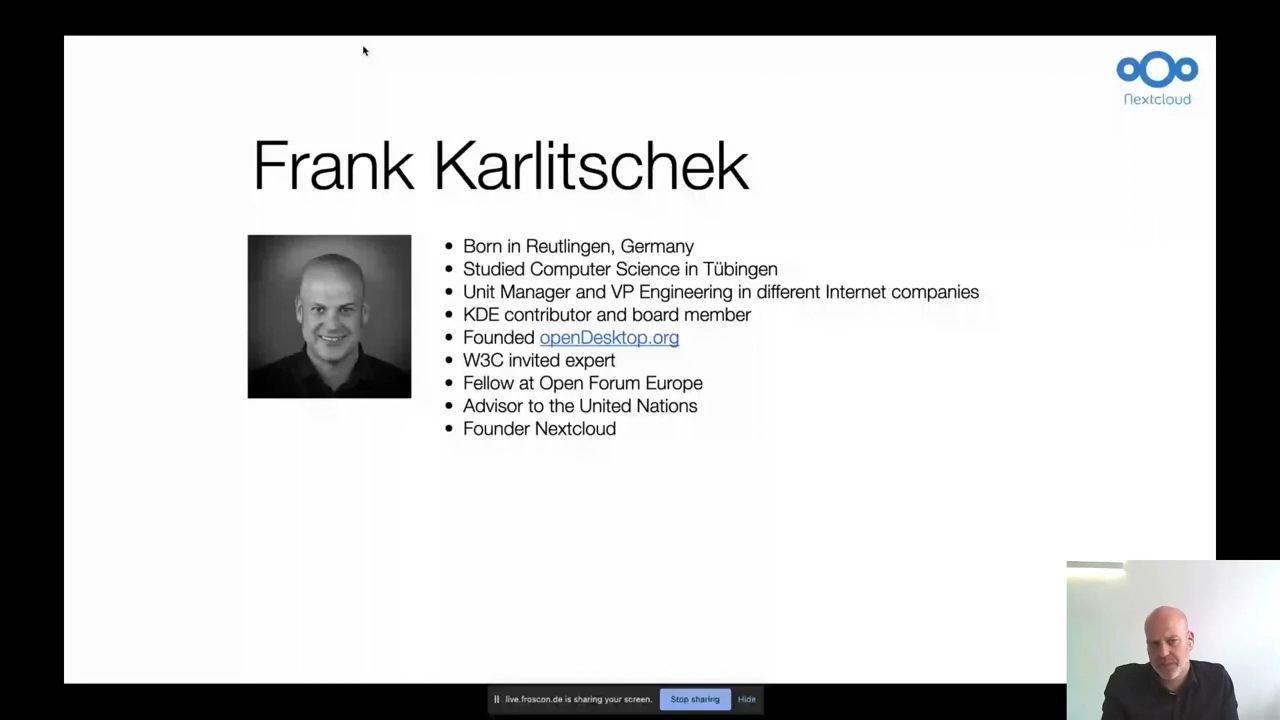 Nextcloud
Frank Karlitschek
• Born in Reutlingen, Germany
• Studied Computer Science in Tübingen
• Unit Manager and VP Engineering in different Internet companies
• KDE contributor and board member
• Founded openDesktop.org
• W3C invited expert
• Fellow at Open Forum Europe
• Advisor to the United Nations
• Founder Nextcloud
live.froscon.de is sharing your screen. Stop sharing Hide